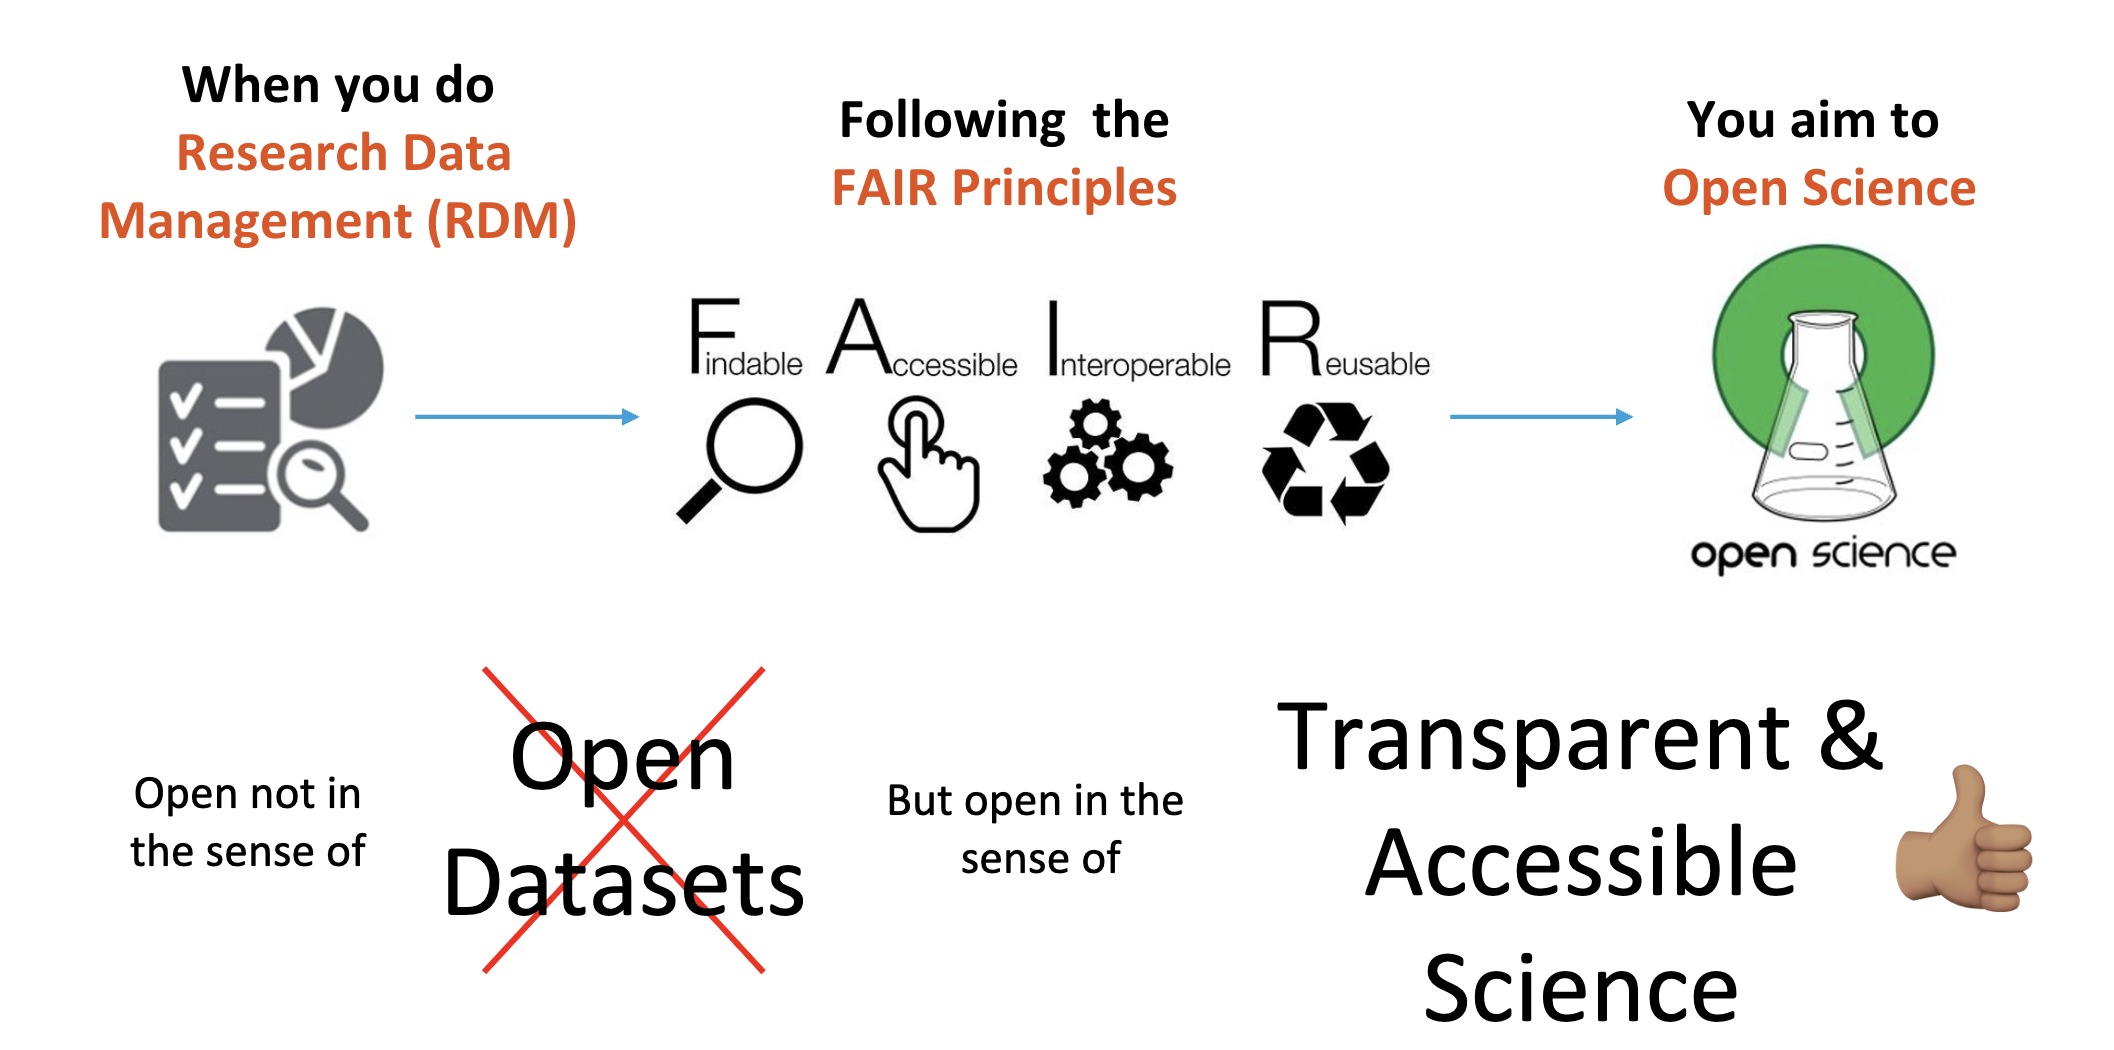 When you do
Research Data
Management (RDM)
Following the
FAIR Principles
You aim to
Open Science
Findable Accessible Interoperable Reusable
open science
Open not in
the sense of
Open
Datasets
But open in the
sense of
Transparent &
Accessible
Science